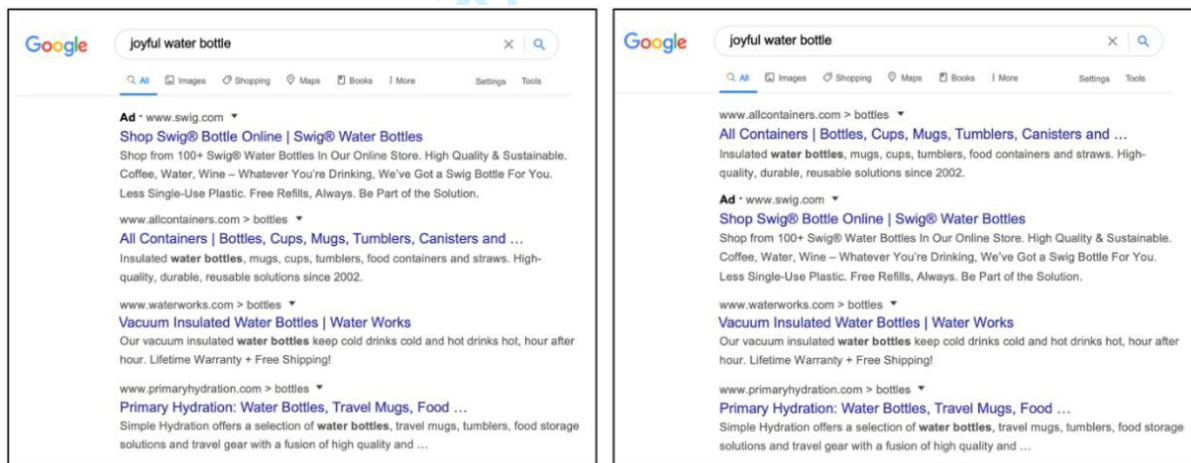 Google
joyful water bottle
All Images Shopping Maps Books More Settings Tools
Ad · www.swig.com
Shop Swig® Bottle Online | Swig® Water Bottles
Shop from 100+ Swig® Water Bottles In Our Online Store. High Quality & Sustainable.
Coffee, Water, Wine – Whatever You're Drinking, We've Got a Swig Bottle For You.
Less Single-Use Plastic. Free Refills, Always. Be Part of the Solution.
www.allcontainers.com > bottles
All Containers | Bottles, Cups, Mugs, Tumblers, Canisters and ...
Insulated water bottles, mugs, cups, tumblers, food containers and straws. High-
quality, durable, reusable solutions since 2002.
www.waterworks.com > bottles
Vacuum Insulated Water Bottles | Water Works
Our vacuum insulated water bottles keep cold drinks cold and hot drinks hot, hour after
hour. Lifetime Warranty + Free Shipping!
www.primaryhydration.com > bottles
Primary Hydration: Water Bottles, Travel Mugs, Food ...
Simple Hydration offers a selection of water bottles, travel mugs, tumblers, food storage
solutions and travel gear with a fusion of high quality and ...
Google
joyful water bottle
All Images Shopping Maps Books More Settings Tools
www.allcontainers.com > bottles
All Containers | Bottles, Cups, Mugs, Tumblers, Canisters and ...
Insulated water bottles, mugs, cups, tumblers, food containers and straws. High-
quality, durable, reusable solutions since 2002.
Ad · www.swig.com
Shop Swig® Bottle Online | Swig® Water Bottles
Shop from 100+ Swig® Water Bottles In Our Online Store. High Quality & Sustainable.
Coffee, Water, Wine – Whatever You're Drinking, We've Got a Swig Bottle For You.
Less Single-Use Plastic. Free Refills, Always. Be Part of the Solution.
www.waterworks.com > bottles
Vacuum Insulated Water Bottles | Water Works
Our vacuum insulated water bottles keep cold drinks cold and hot drinks hot, hour after
hour. Lifetime Warranty + Free Shipping!
www.primaryhydration.com > bottles
Primary Hydration: Water Bottles, Travel Mugs, Food ...
Simple Hydration offers a selection of water bottles, travel mugs, tumblers, food storage
solutions and travel gear with a fusion of high quality and ...